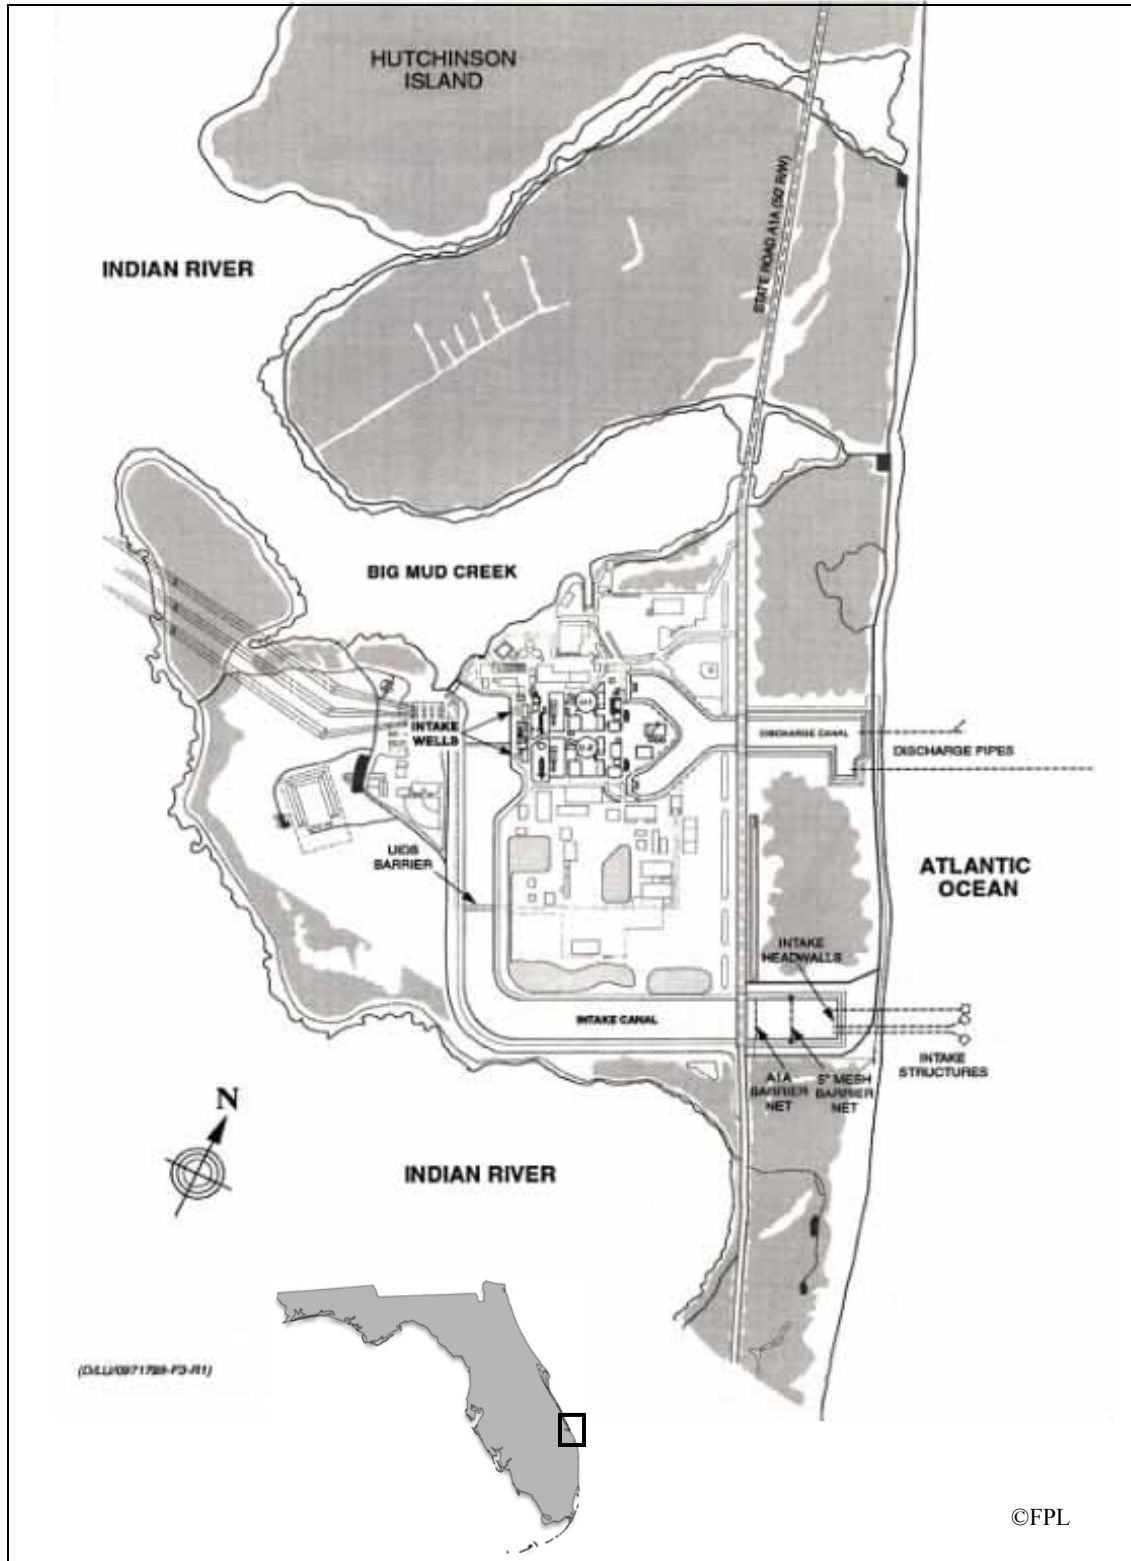 HUTCHINSON
ISLAND
STATE ROAD A1A (50' R/W)
INDIAN RIVER
BIG MUD CREEK
INTAKE
WELLS
DISCHARGE CANAL
DISCHARGE PIPES
UIDS
BARRIER
ATLANTIC
OCEAN
INTAKE
HEADWALLS
INTAKE CANAL
INTAKE
STRUCTURES
A1A
BARRIER
NET
5" MESH
BARRIER
NET
N
INDIAN RIVER
©FPL